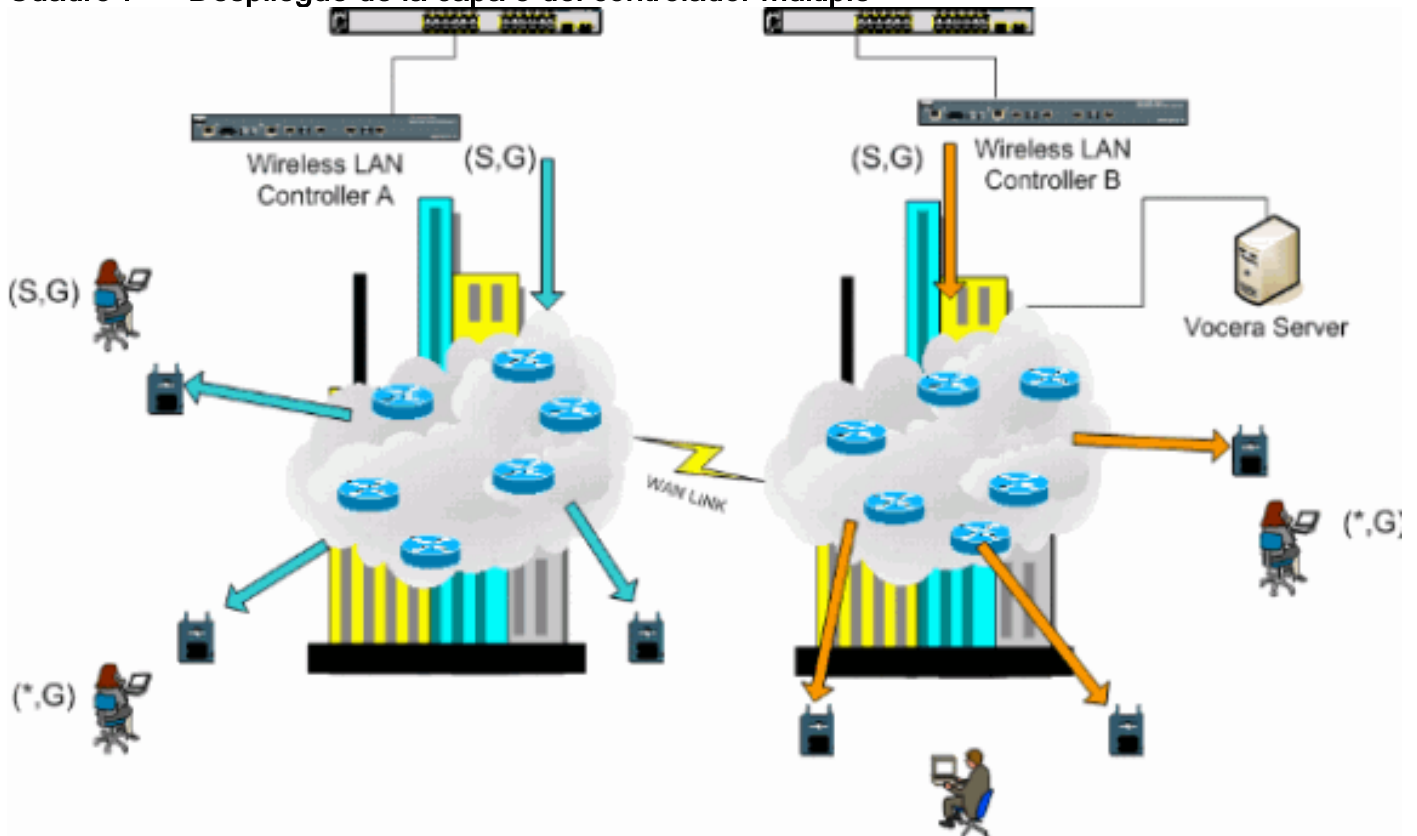 Wireless LAN
Controller A
(S,G)
(S,G)
Wireless LAN
Controller B
(S,G)
Vocera Server
WAN LINK
(*,G)
(*,G)